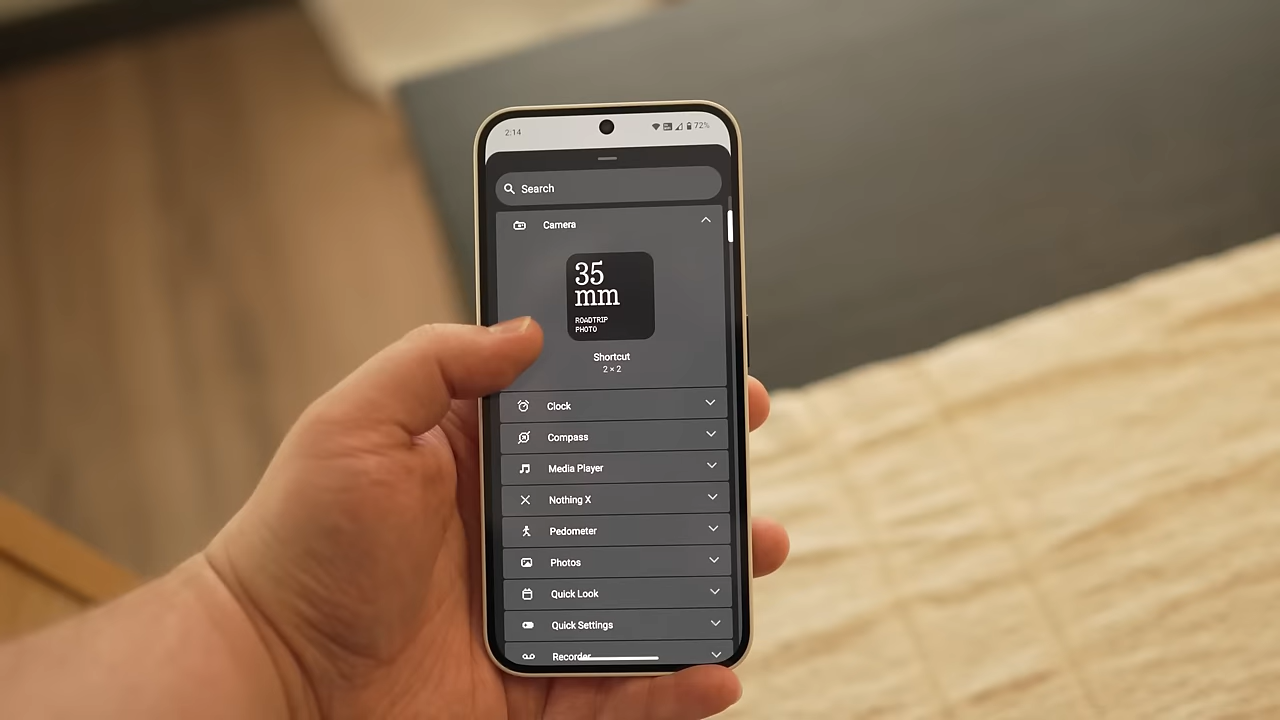 2:14
72%
Search
Camera
35
mm
ROADTRIP
PHOTO
Shortcut
2 × 2
Clock
Compass
Media Player
Nothing X
Pedometer
Photos
Quick Look
Quick Settings
Recorder